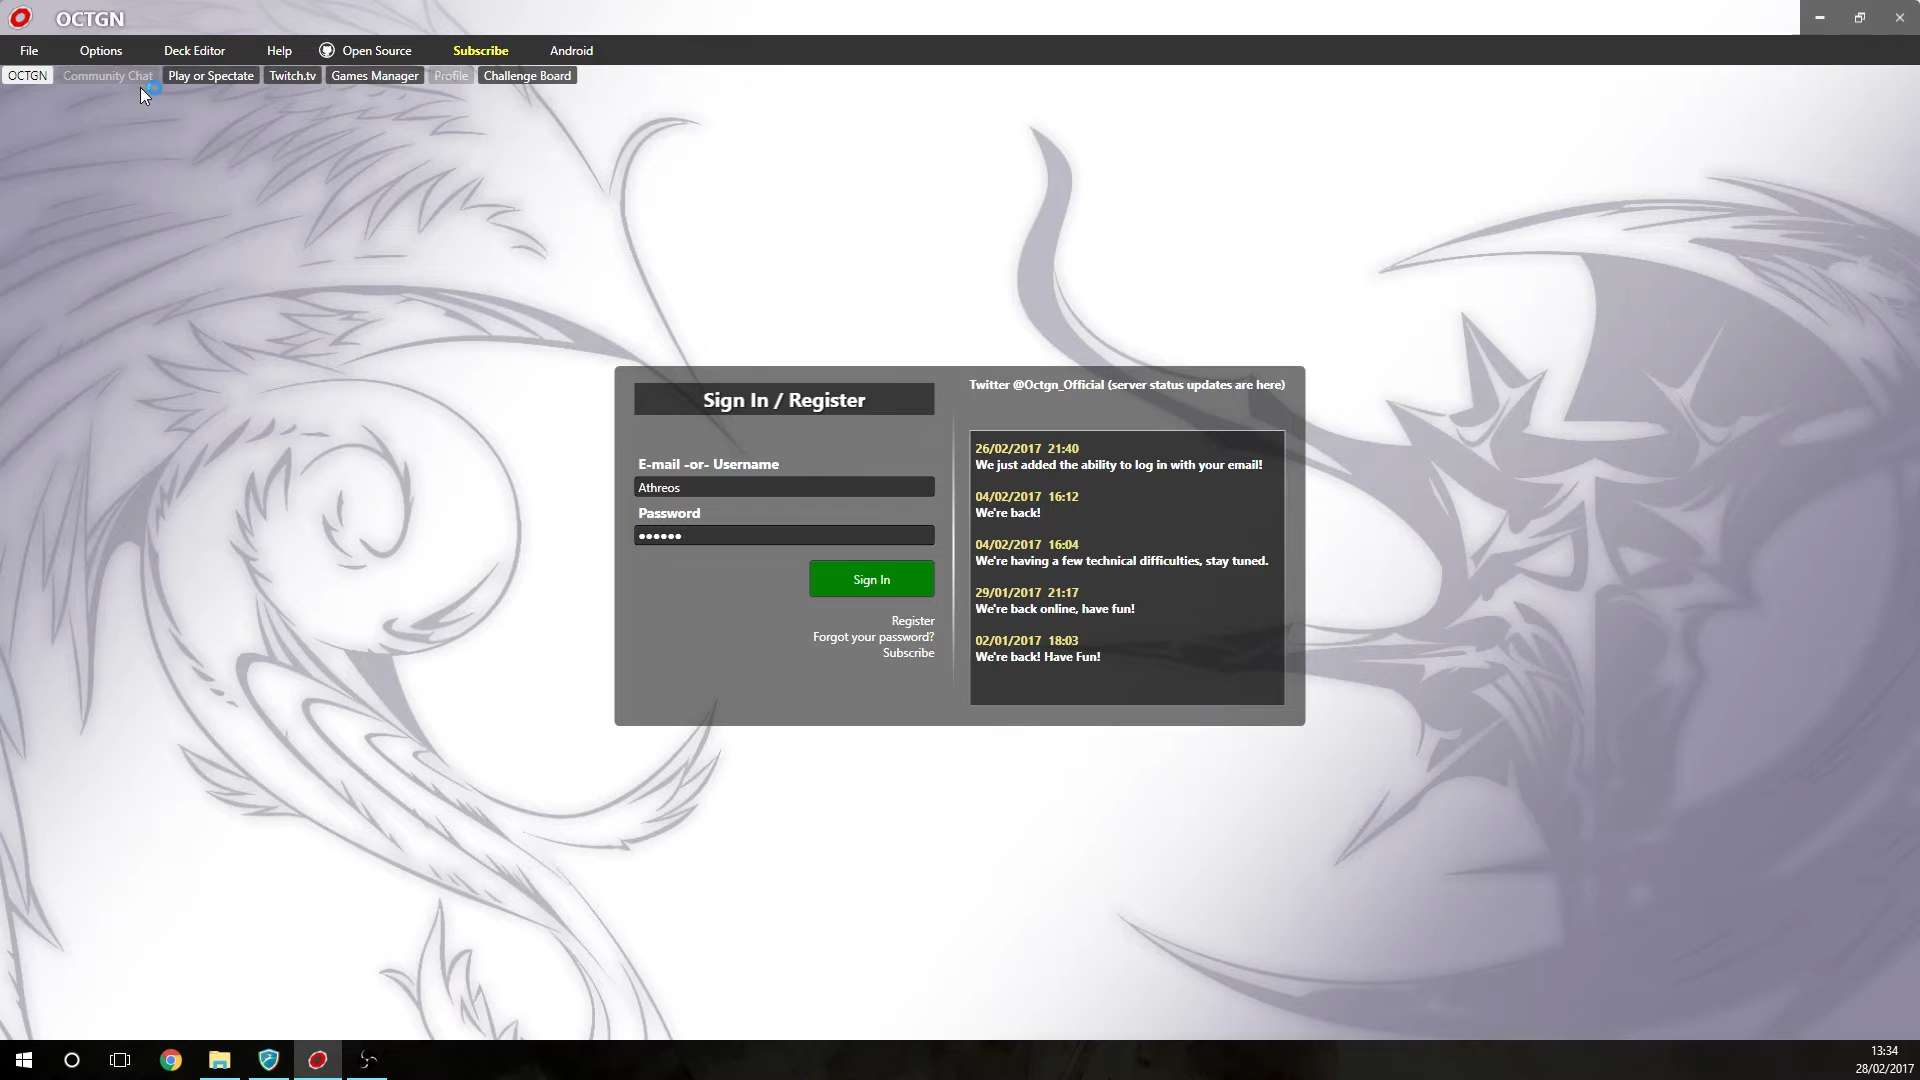 OCTGN
File Options Deck Editor Help Open Source Subscribe Android
OCTGN Community Chat Play or Spectate Twitch.tv Games Manager Profile Challenge Board
Sign In / Register
E-mail -or- Username
Athreos
Password
••••••
Sign In
Register
Forgot your password?
Subscribe
Twitter @Octgn_Official (server status updates are here)
26/02/2017 21:40
We just added the ability to log in with your email!
04/02/2017 16:12
We're back!
04/02/2017 16:04
We're having a few technical difficulties, stay tuned.
29/01/2017 21:17
We're back online, have fun!
02/01/2017 18:03
We're back! Have Fun!
13:34
28/02/2017